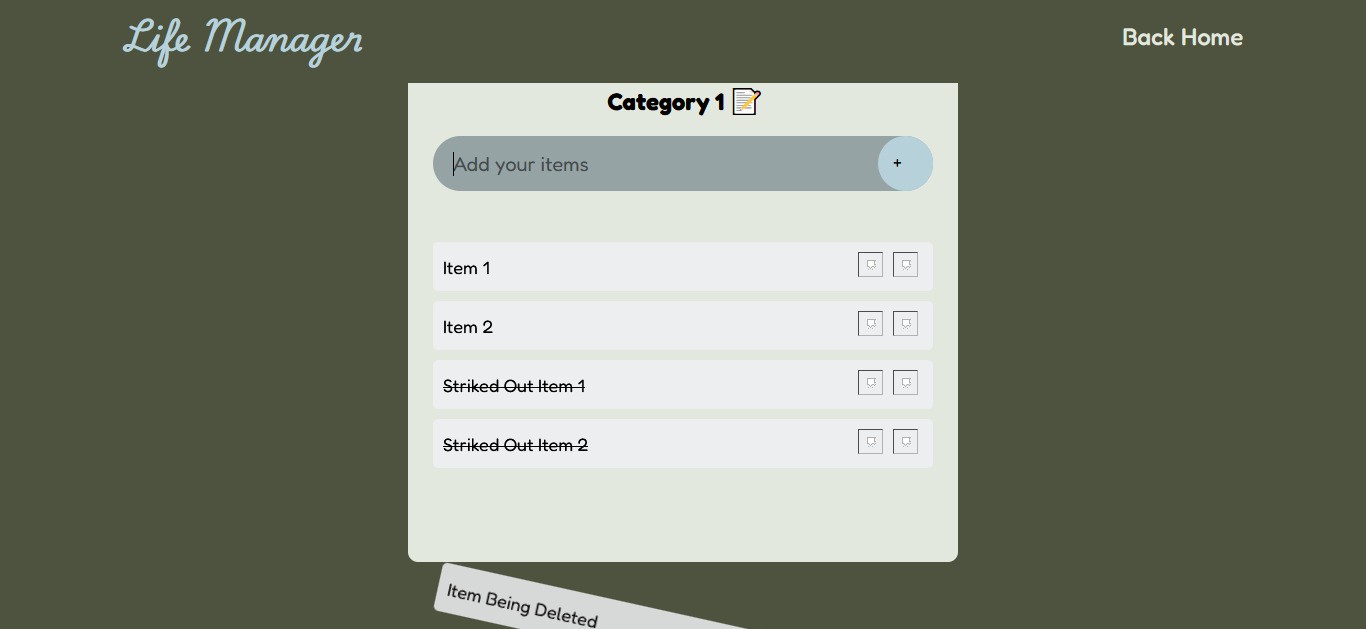 Life Manager
Back Home
Category 1 📝
Add your items
+
Item 1
Item 2
Striked Out Item 1
Striked Out Item 2
Item Being Deleted